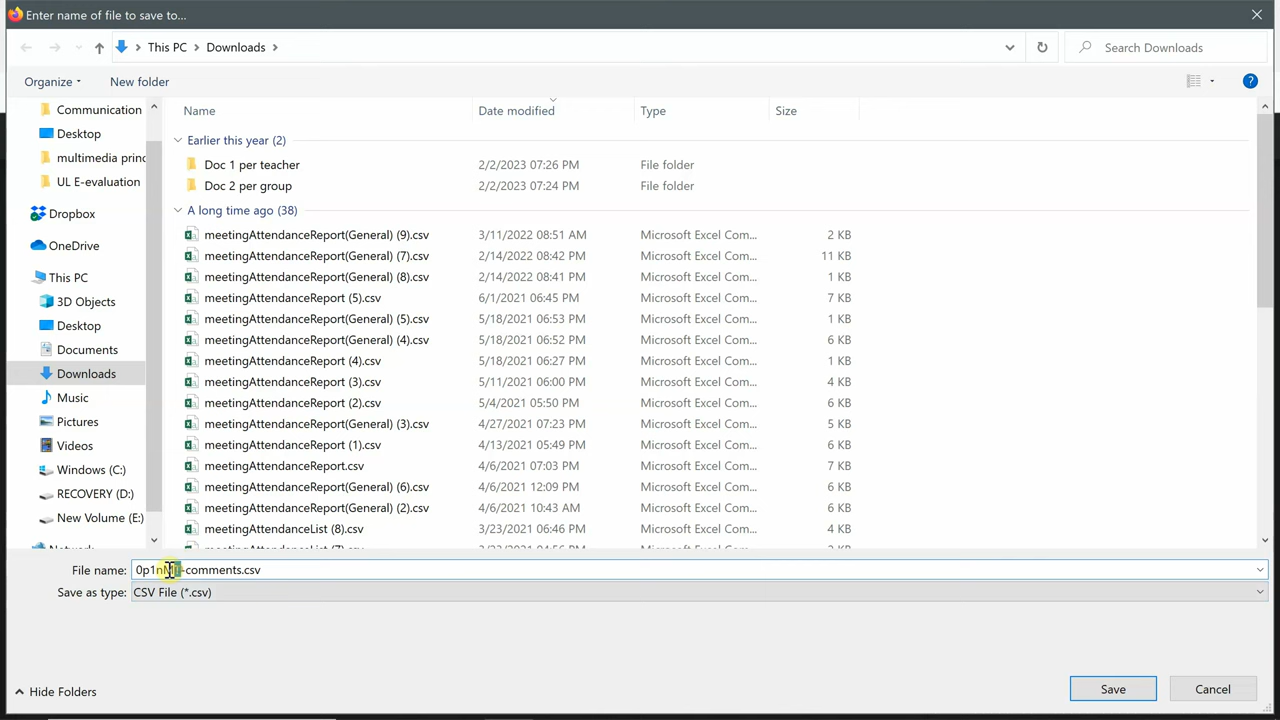 Enter name of file to save to...
This PC
Downloads
Search Downloads
Organize
New folder
Communication
Desktop
multimedia princ
UL E-evaluation
Dropbox
OneDrive
This PC
3D Objects
Desktop
Documents
Downloads
Music
Pictures
Videos
Windows (C:)
RECOVERY (D:)
New Volume (E:)
Name Date modified Type Size
Earlier this year (2)
Doc 1 per teacher 2/2/2023 07:26 PM File folder
Doc 2 per group 2/2/2023 07:24 PM File folder
A long time ago (38)
meetingAttendanceReport(General) (9).csv 3/11/2022 08:51 AM Microsoft Excel Com... 2 KB
meetingAttendanceReport(General) (7).csv 2/14/2022 08:42 PM Microsoft Excel Com... 11 KB
meetingAttendanceReport(General) (8).csv 2/14/2022 08:41 PM Microsoft Excel Com... 1 KB
meetingAttendanceReport (5).csv 6/1/2021 06:45 PM Microsoft Excel Com... 7 KB
meetingAttendanceReport(General) (5).csv 5/18/2021 06:53 PM Microsoft Excel Com... 1 KB
meetingAttendanceReport(General) (4).csv 5/18/2021 06:52 PM Microsoft Excel Com... 6 KB
meetingAttendanceReport (4).csv 5/18/2021 06:27 PM Microsoft Excel Com... 1 KB
meetingAttendanceReport (3).csv 5/11/2021 06:00 PM Microsoft Excel Com... 4 KB
meetingAttendanceReport (2).csv 5/4/2021 05:50 PM Microsoft Excel Com... 6 KB
meetingAttendanceReport(General) (3).csv 4/27/2021 07:23 PM Microsoft Excel Com... 5 KB
meetingAttendanceReport (1).csv 4/13/2021 05:49 PM Microsoft Excel Com... 6 KB
meetingAttendanceReport.csv 4/6/2021 07:03 PM Microsoft Excel Com... 7 KB
meetingAttendanceReport(General) (6).csv 4/6/2021 12:09 PM Microsoft Excel Com... 6 KB
meetingAttendanceReport(General) (2).csv 4/6/2021 10:43 AM Microsoft Excel Com... 6 KB
meetingAttendanceList (8).csv 3/23/2021 06:46 PM Microsoft Excel Com... 4 KB
File name: -comments.csv
Save as type: CSV File (*.csv)
Hide Folders
Save
Cancel